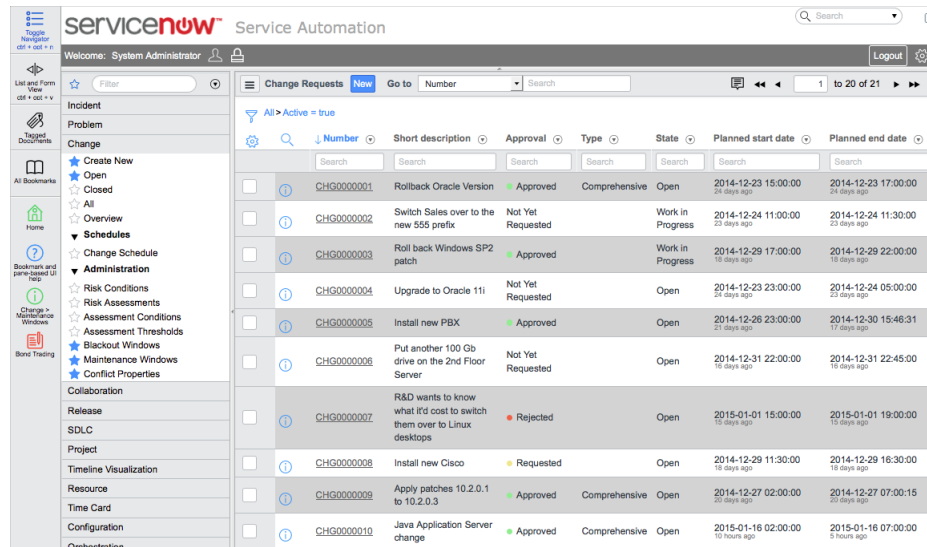 servicenow™ Service Automation
Search
Welcome: System Administrator
Logout
Toggle
Navigator
ctrl + opt + n
List and Form
View
ctrl + opt + v
Tagged
Documents
All Bookmarks
Home
Bookmark and
pane-based UI
help
Change >
Maintenance
Windows
Bond Trading
Filter
Incident
Problem
Change
Create New
Open
Closed
All
Overview
Schedules
Change Schedule
Administration
Risk Conditions
Risk Assessments
Assessment Conditions
Assessment Thresholds
Blackout Windows
Maintenance Windows
Conflict Properties
Collaboration
Release
SDLC
Project
Timeline Visualization
Resource
Time Card
Configuration
Orchestration
Change Requests New Go to Number Search 1 to 20 of 21
All > Active = true
Number Short description Approval Type State Planned start date Planned end date
Search Search Search Search Search Search Search
CHG0000001 Rollback Oracle Version Approved Comprehensive Open 2014-12-23 15:00:00 2014-12-23 17:00:00
24 days ago 24 days ago
CHG0000002 Switch Sales over to the Not Yet Work in 2014-12-24 11:00:00 2014-12-24 11:30:00
new 555 prefix Requested Progress 23 days ago 23 days ago
CHG0000003 Roll back Windows SP2 Approved Work in 2014-12-29 17:00:00 2014-12-29 22:00:00
patch Progress 18 days ago 18 days ago
CHG0000004 Upgrade to Oracle 11i Not Yet Open 2014-12-23 23:00:00 2014-12-24 05:00:00
Requested 24 days ago 23 days ago
CHG0000005 Install new PBX Approved Open 2014-12-26 23:00:00 2014-12-30 15:46:31
21 days ago 17 days ago
Put another 100 Gb
CHG0000006 drive on the 2nd Floor Not Yet Open 2014-12-31 22:00:00 2014-12-31 22:45:00
Server Requested 16 days ago 16 days ago
R&D wants to know
CHG0000007 what it'd cost to switch Rejected Open 2015-01-01 15:00:00 2015-01-01 19:00:00
them over to Linux 15 days ago 15 days ago
desktops
CHG0000008 Install new Cisco Requested Open 2014-12-29 11:30:00 2014-12-29 16:30:00
18 days ago 18 days ago
CHG0000009 Apply patches 10.2.0.1 Approved Comprehensive Open 2014-12-27 02:00:00 2014-12-27 07:00:15
to 10.2.0.3 20 days ago 20 days ago
CHG0000010 Java Application Server Approved Comprehensive Open 2015-01-16 02:00:00 2015-01-16 07:00:00
change 10 hours ago 5 hours ago